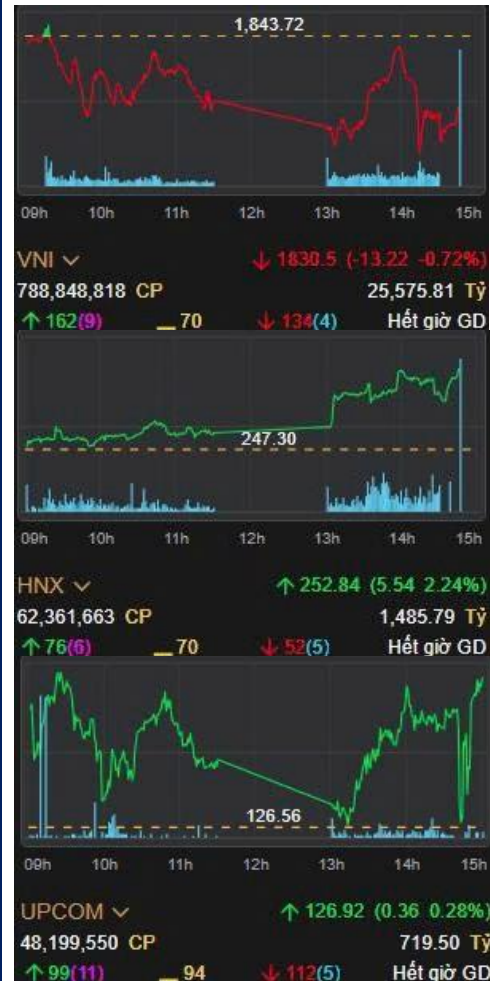 1,843.72
09h 10h 11h 12h 13h 14h 15h
VNI ↓ 1830.5 (-13.22 -0.72%)
788,848,818 CP 25,575.81 Tỷ
↑ 162(9) 70 ↓ 134(4) Hết giờ GD
247.30
09h 10h 11h 12h 13h 14h 15h
HNX ↑ 252.84 (5.54 2.24%)
62,361,663 CP 1,485.79 Tỷ
↑ 76(6) 70 ↓ 52(5) Hết giờ GD
126.56
09h 10h 11h 12h 13h 14h 15h
UPCOM ↑ 126.92 (0.36 0.28%)
48,199,550 CP 719.50 Tỷ
↑ 99(11) 94 ↓ 112(5) Hết giờ GD